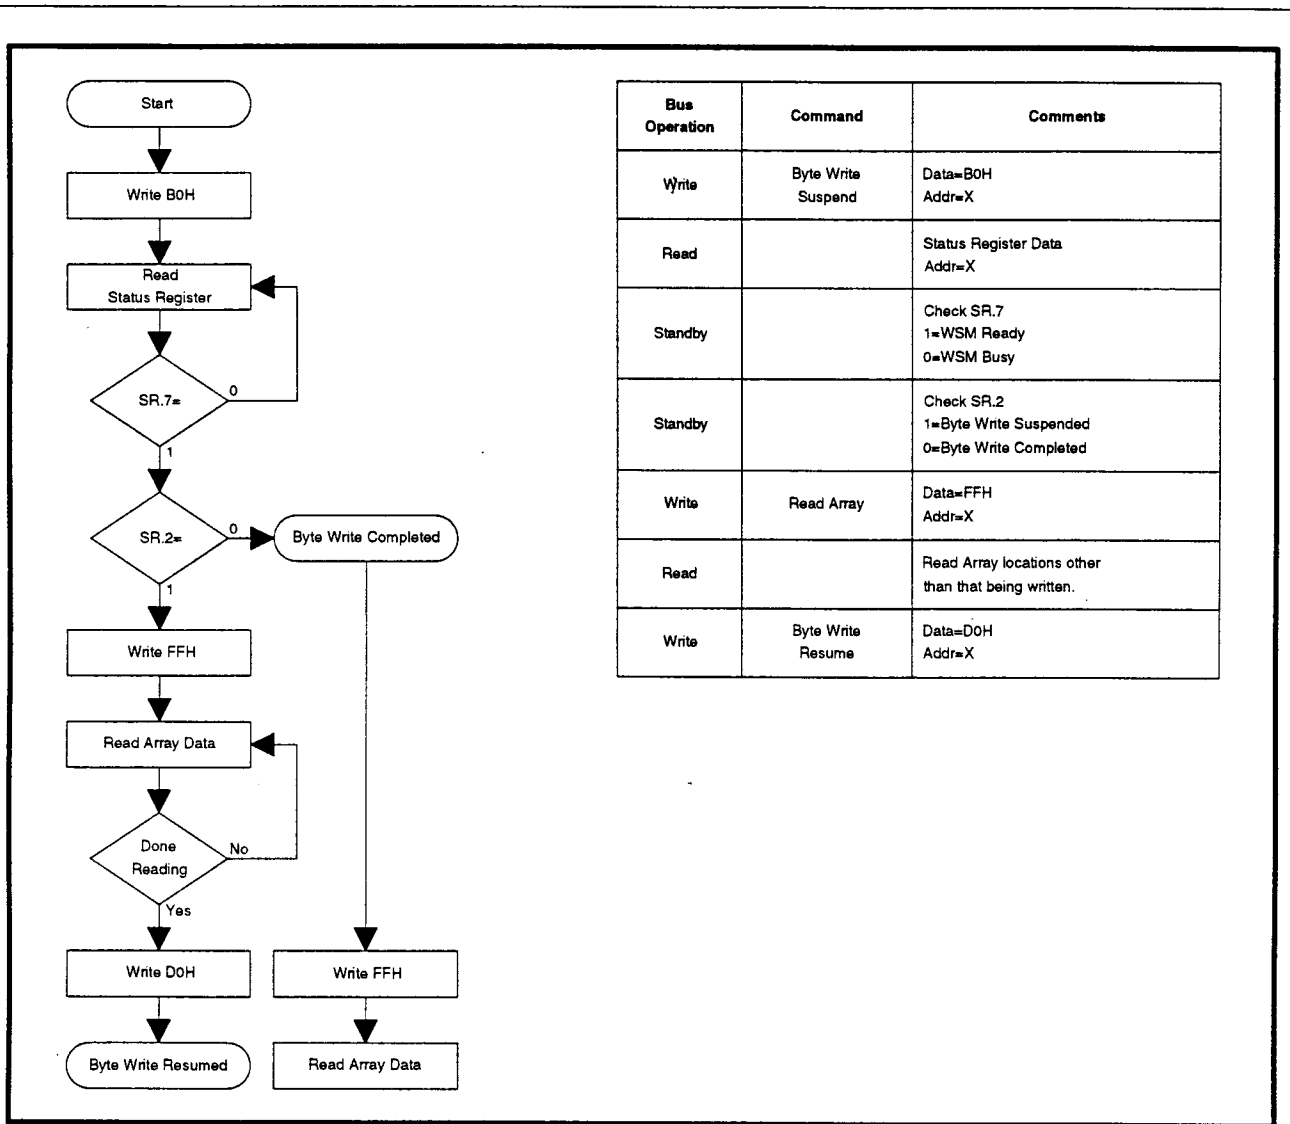 Start
Write B0H
Read
Status Register
SR.7=
0
1
SR.2=
0
Byte Write Completed
1
Write FFH
Read Array Data
Done
Reading
No
Yes
Write D0H
Write FFH
Byte Write Resumed
Read Array Data
Bus
Operation
Command
Comments
Write
Byte Write
Suspend
Data=B0H
Addr=X
Read
Status Register Data
Addr=X
Standby
Check SR.7
1=WSM Ready
0=WSM Busy
Standby
Check SR.2
1=Byte Write Suspended
0=Byte Write Completed
Write
Read Array
Data=FFH
Addr=X
Read
Read Array locations other
than that being written.
Write
Byte Write
Resume
Data=D0H
Addr=X